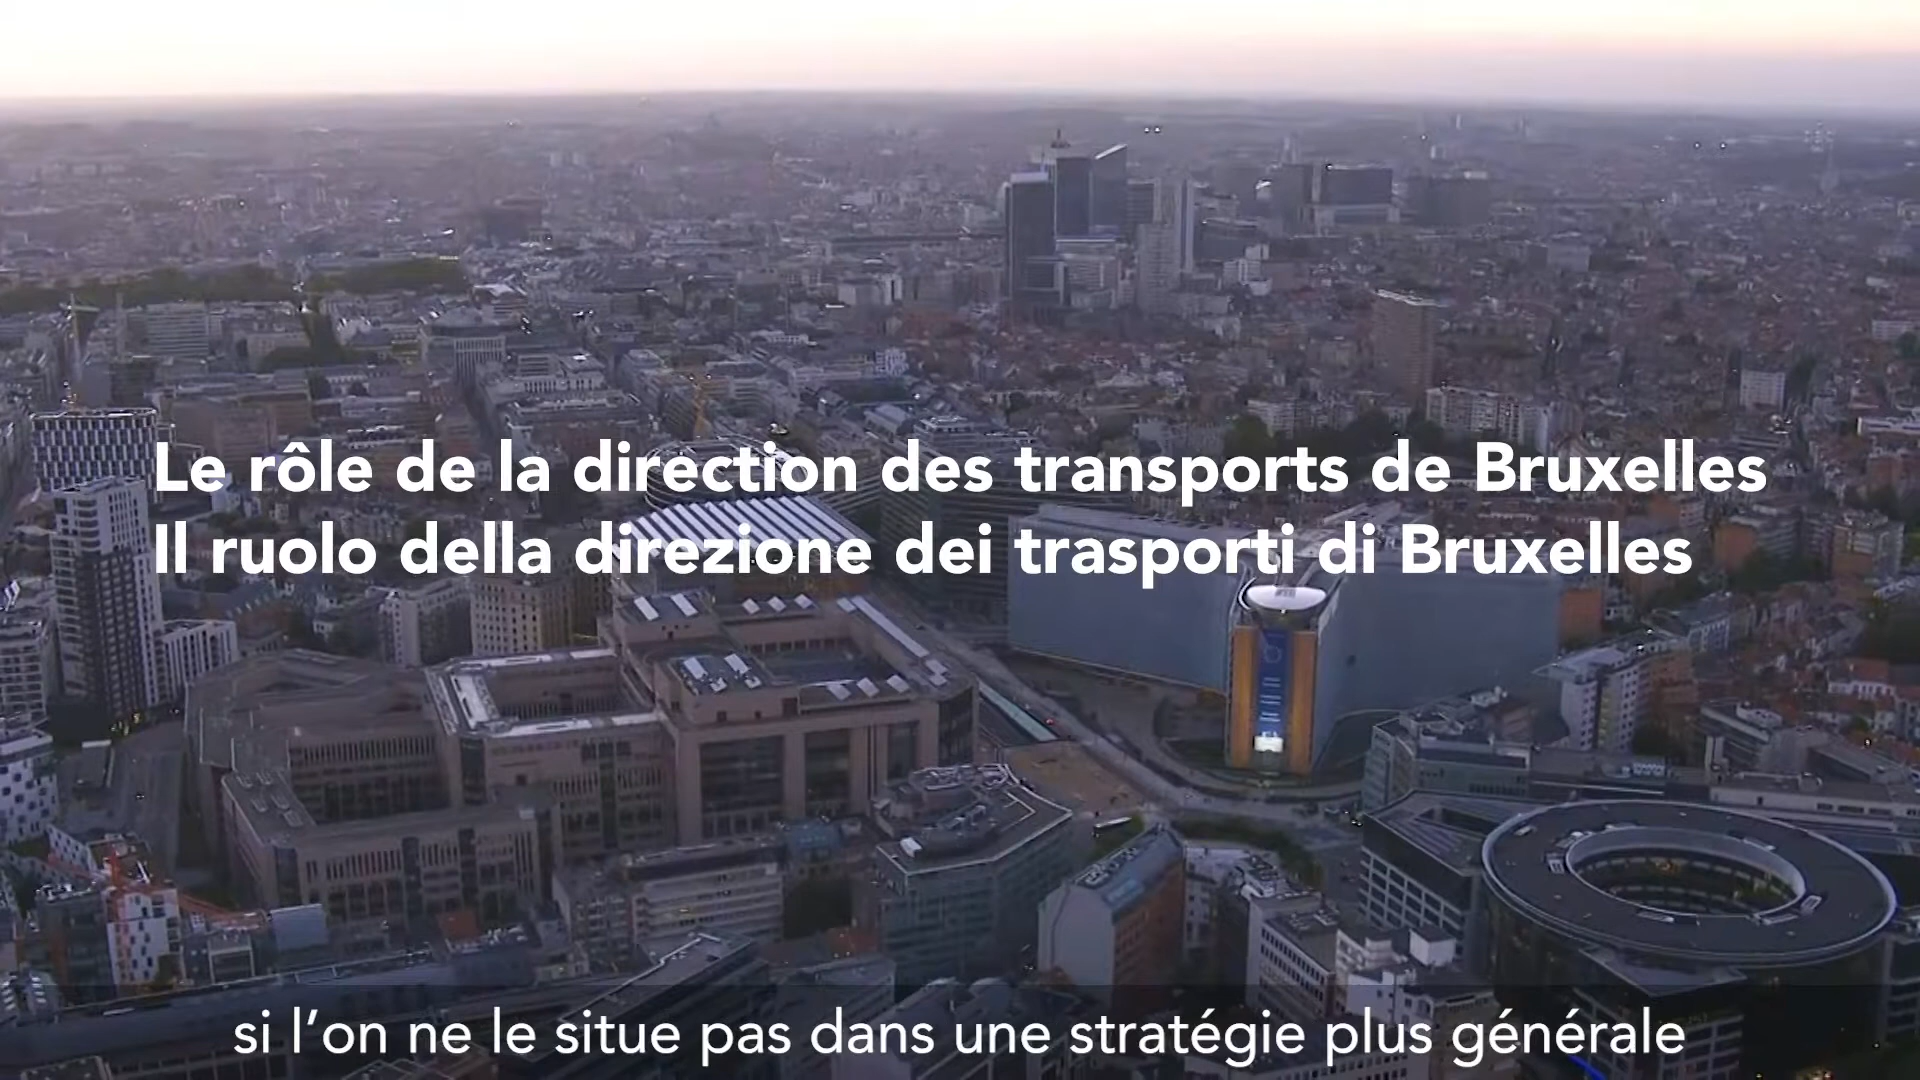 Le rôle de la direction des transports de Bruxelles
Il ruolo della direzione dei trasporti di Bruxelles
si l’on ne le situe pas dans une stratégie plus générale